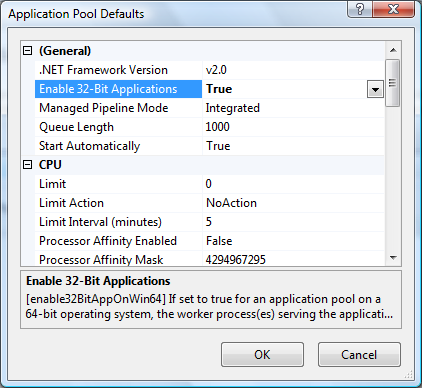 Application Pool Defaults
(General)
.NET Framework Version v2.0
Enable 32-Bit Applications True
Managed Pipeline Mode Integrated
Queue Length 1000
Start Automatically True
CPU
Limit 0
Limit Action NoAction
Limit Interval (minutes) 5
Processor Affinity Enabled False
Processor Affinity Mask 4294967295
Enable 32-Bit Applications
[enable32BitAppOnWin64] If set to true for an application pool on a
64-bit operating system, the worker process(es) serving the applicati...
OK Cancel